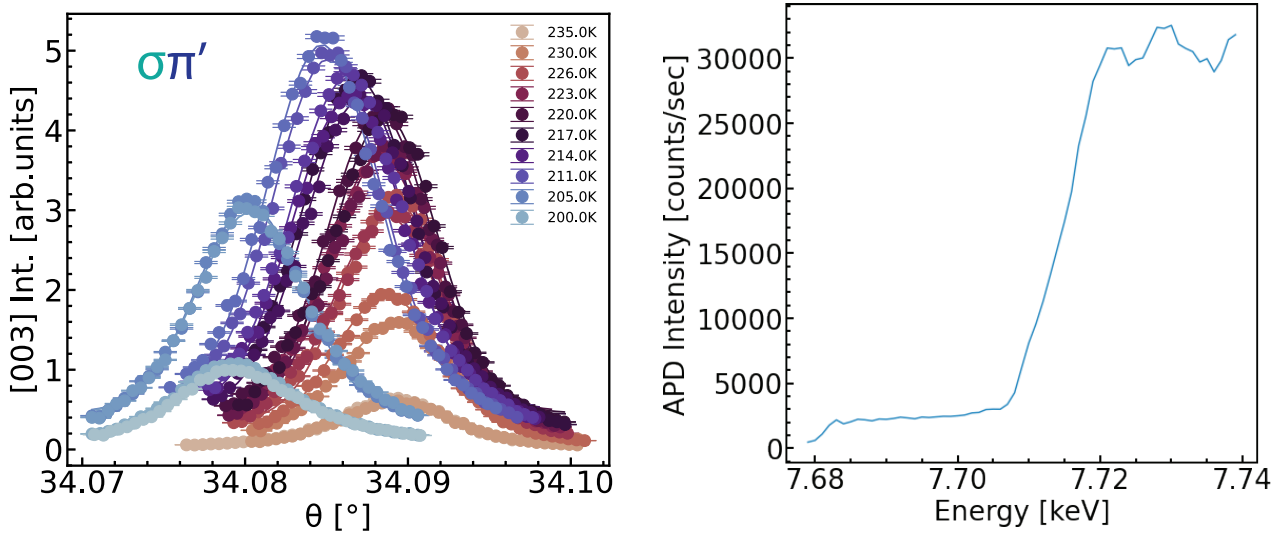 σπ′
235.0K
230.0K
226.0K
223.0K
220.0K
217.0K
214.0K
211.0K
205.0K
200.0K
[003] Int. [arb.units]
5
4
3
2
1
0
34.07 34.08 34.09 34.10
θ [°]
APD Intensity [counts/sec]
30000
25000
20000
15000
10000
5000
0
7.68 7.70 7.72 7.74
Energy [keV]